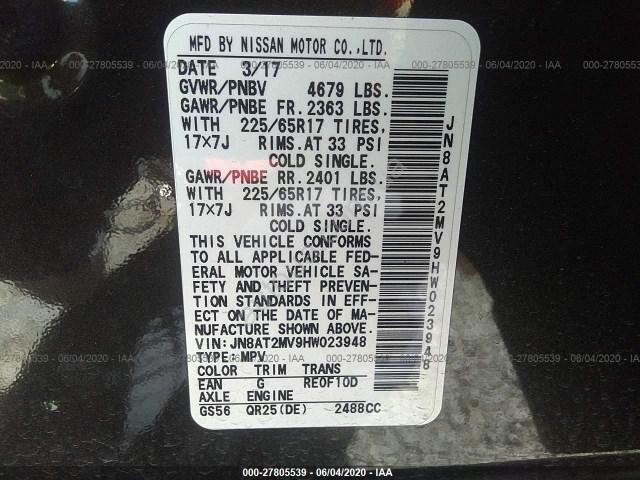 MFD BY NISSAN MOTOR CO.,LTD.
DATE 3/17
GVWR/PNBV 4679 LBS.
GAWR/PNBE FR. 2363 LBS.
WITH 225/65R17 TIRES,
17×7J RIMS.AT 33 PSI
COLD SINGLE.
GAWR/PNBE RR. 2401 LBS.
WITH 225/65R17 TIRES,
17×7J RIMS.AT 33 PSI
COLD SINGLE.
THIS VEHICLE CONFORMS
TO ALL APPLICABLE FED-
ERAL MOTOR VEHICLE SA-
FETY AND THEFT PREVEN-
TION STANDARDS IN EFF-
ECT ON THE DATE OF MA-
NUFACTURE SHOWN ABOVE.
VIN: JN8AT2MV9HW023948
TYPE: MPV
COLOR TRIM TRANS
EAN G RE0F10D
AXLE ENGINE
GS56 QR25(DE) 2488CC
JN8AT2MV9HW023948
000-27805539 - 06/04/2020 - IAA